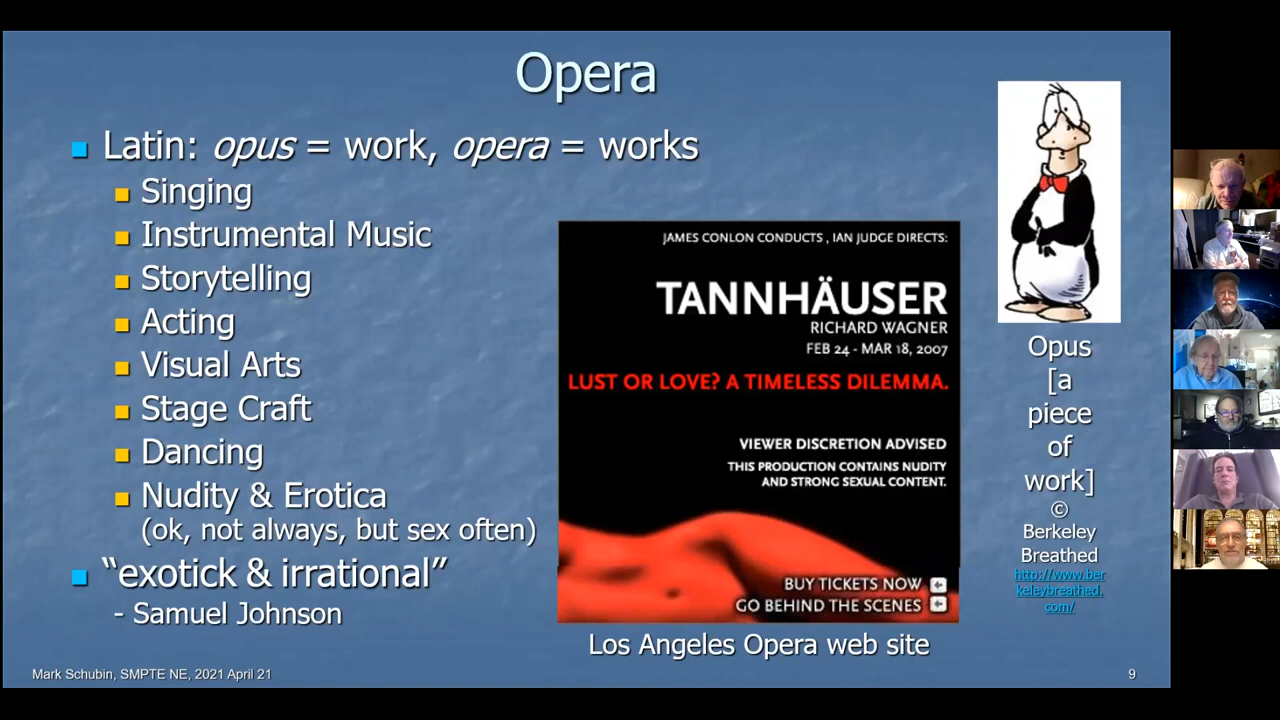 Opera
Latin: opus = work, opera = works
Singing
Instrumental Music
Storytelling
Acting
Visual Arts
Stage Craft
Dancing
Nudity & Erotica
(ok, not always, but sex often)
“exotick & irrational”
- Samuel Johnson
JAMES CONLON CONDUCTS , IAN JUDGE DIRECTS:
TANNHÄUSER
RICHARD WAGNER
FEB 24 - MAR 18, 2007
LUST OR LOVE? A TIMELESS DILEMMA.
VIEWER DISCRETION ADVISED
THIS PRODUCTION CONTAINS NUDITY
AND STRONG SEXUAL CONTENT.
BUY TICKETS NOW
GO BEHIND THE SCENES
Los Angeles Opera web site
Opus
[a
piece
of
work]
©
Berkeley
Breathed
http://www.ber
keleybreathed.
com/
Mark Schubin, SMPTE NE, 2021 April 21
9